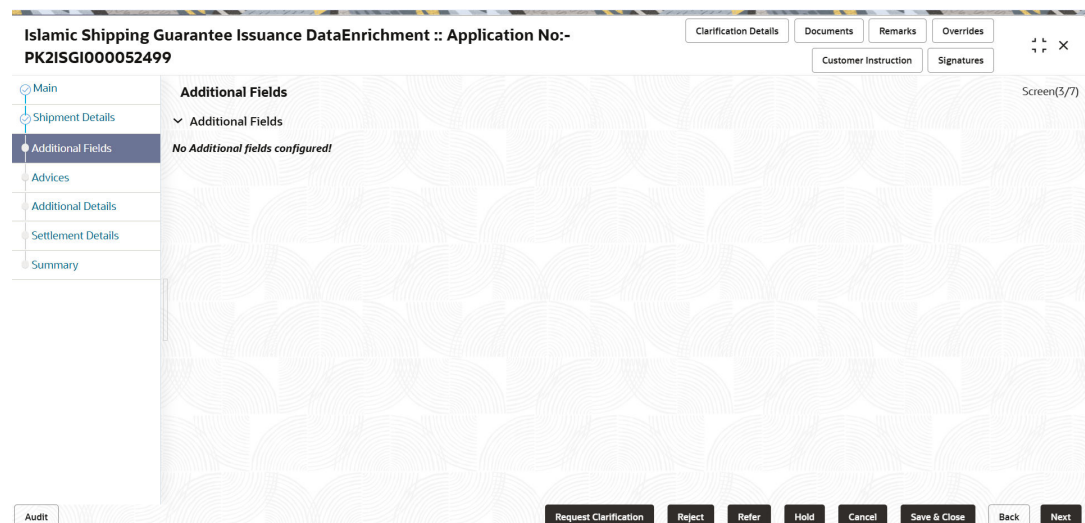 Islamic Shipping Guarantee Issuance DataEnrichment :: Application No:-
PK2ISGI000052499
Clarification Details
Documents
Remarks
Overrides
Customer Instruction
Signatures
Main
Shipment Details
Additional Fields
Advices
Additional Details
Settlement Details
Summary
Additional Fields
Screen(3/7)
Additional Fields
No Additional fields configured!
Audit
Request Clarification
Reject
Refer
Hold
Cancel
Save & Close
Back
Next